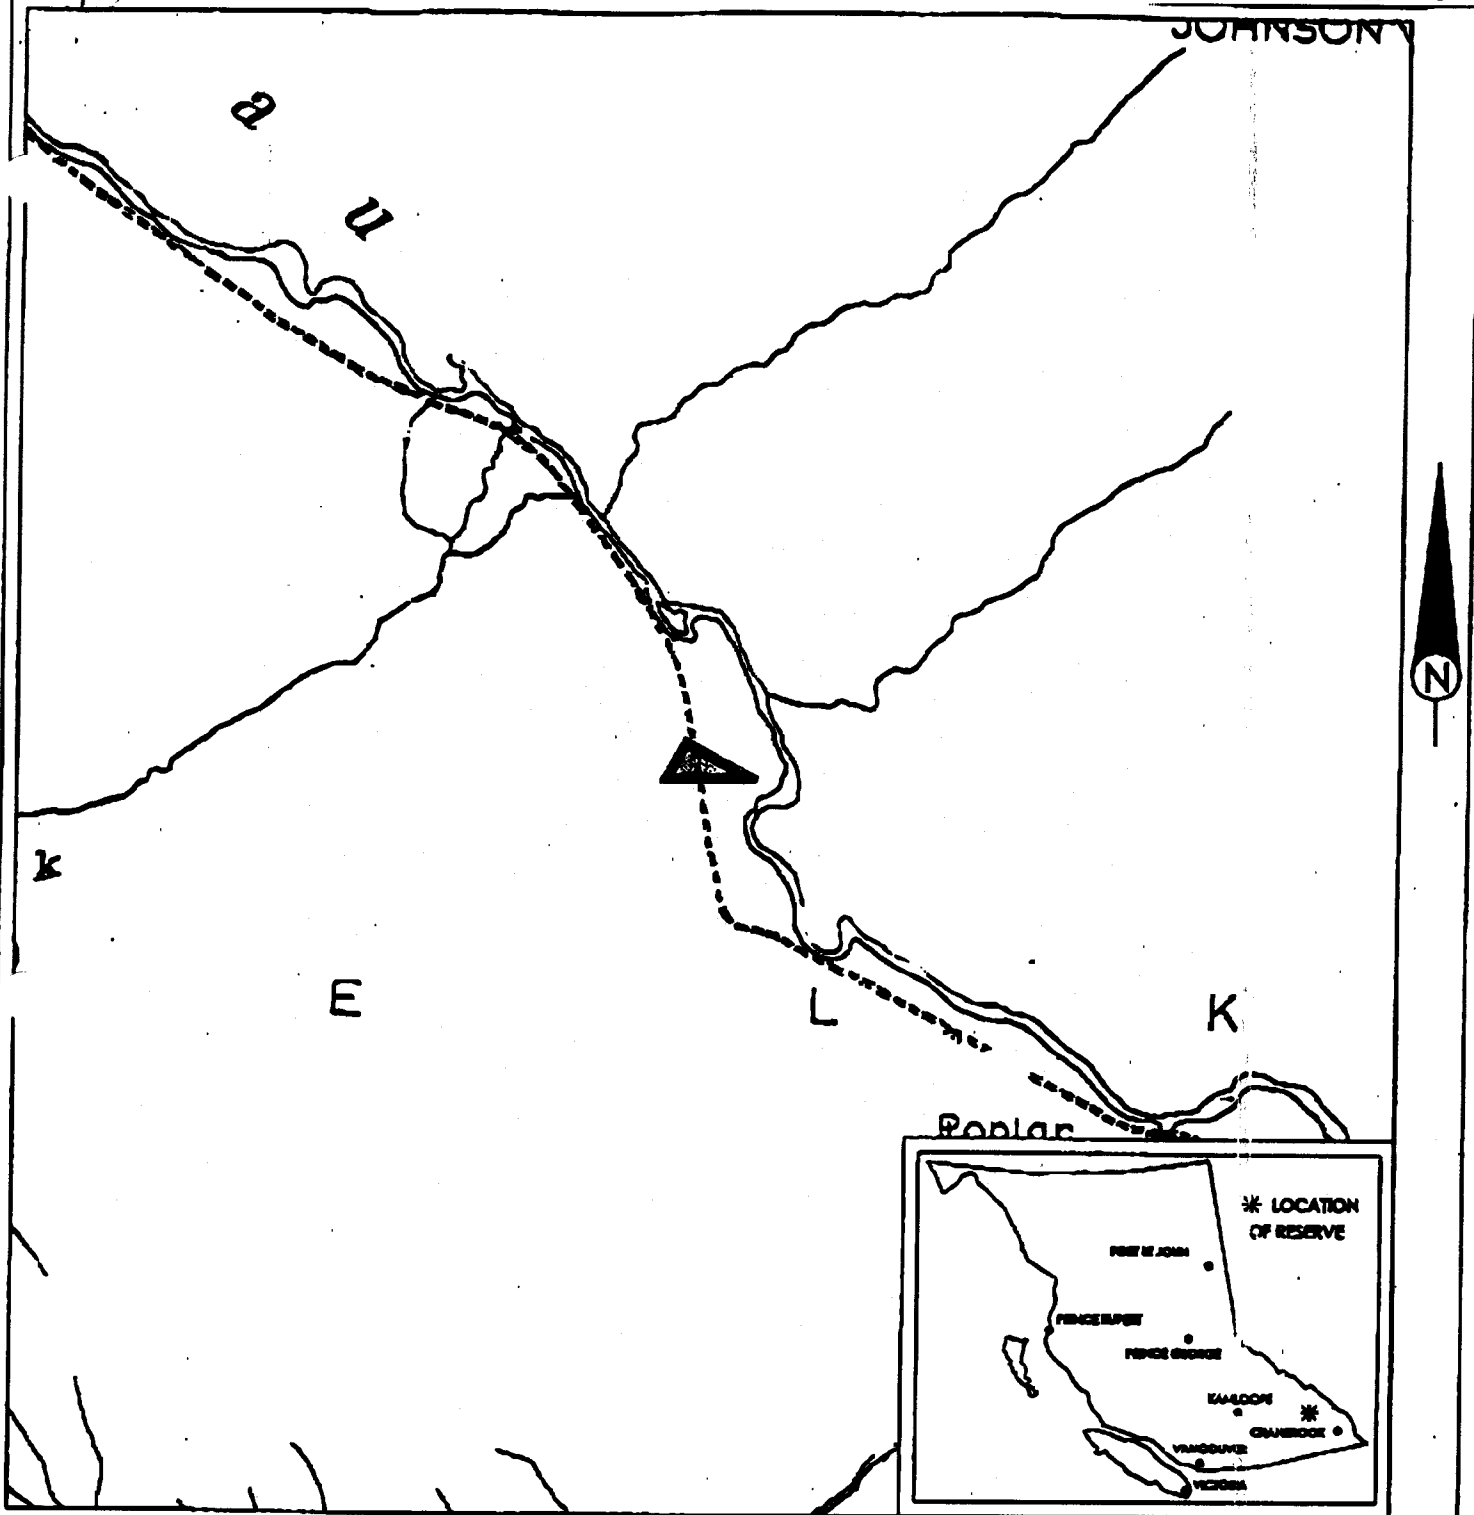 JOHNSON
a
u
N
k
E L K
Poplar
LOCATION
OF RESERVE
FORT ST. JOHN
PRINCE RUPERT
PRINCE GEORGE
KAMLOOPS
CRANBROOK
VANCOUVER
VICTORIA